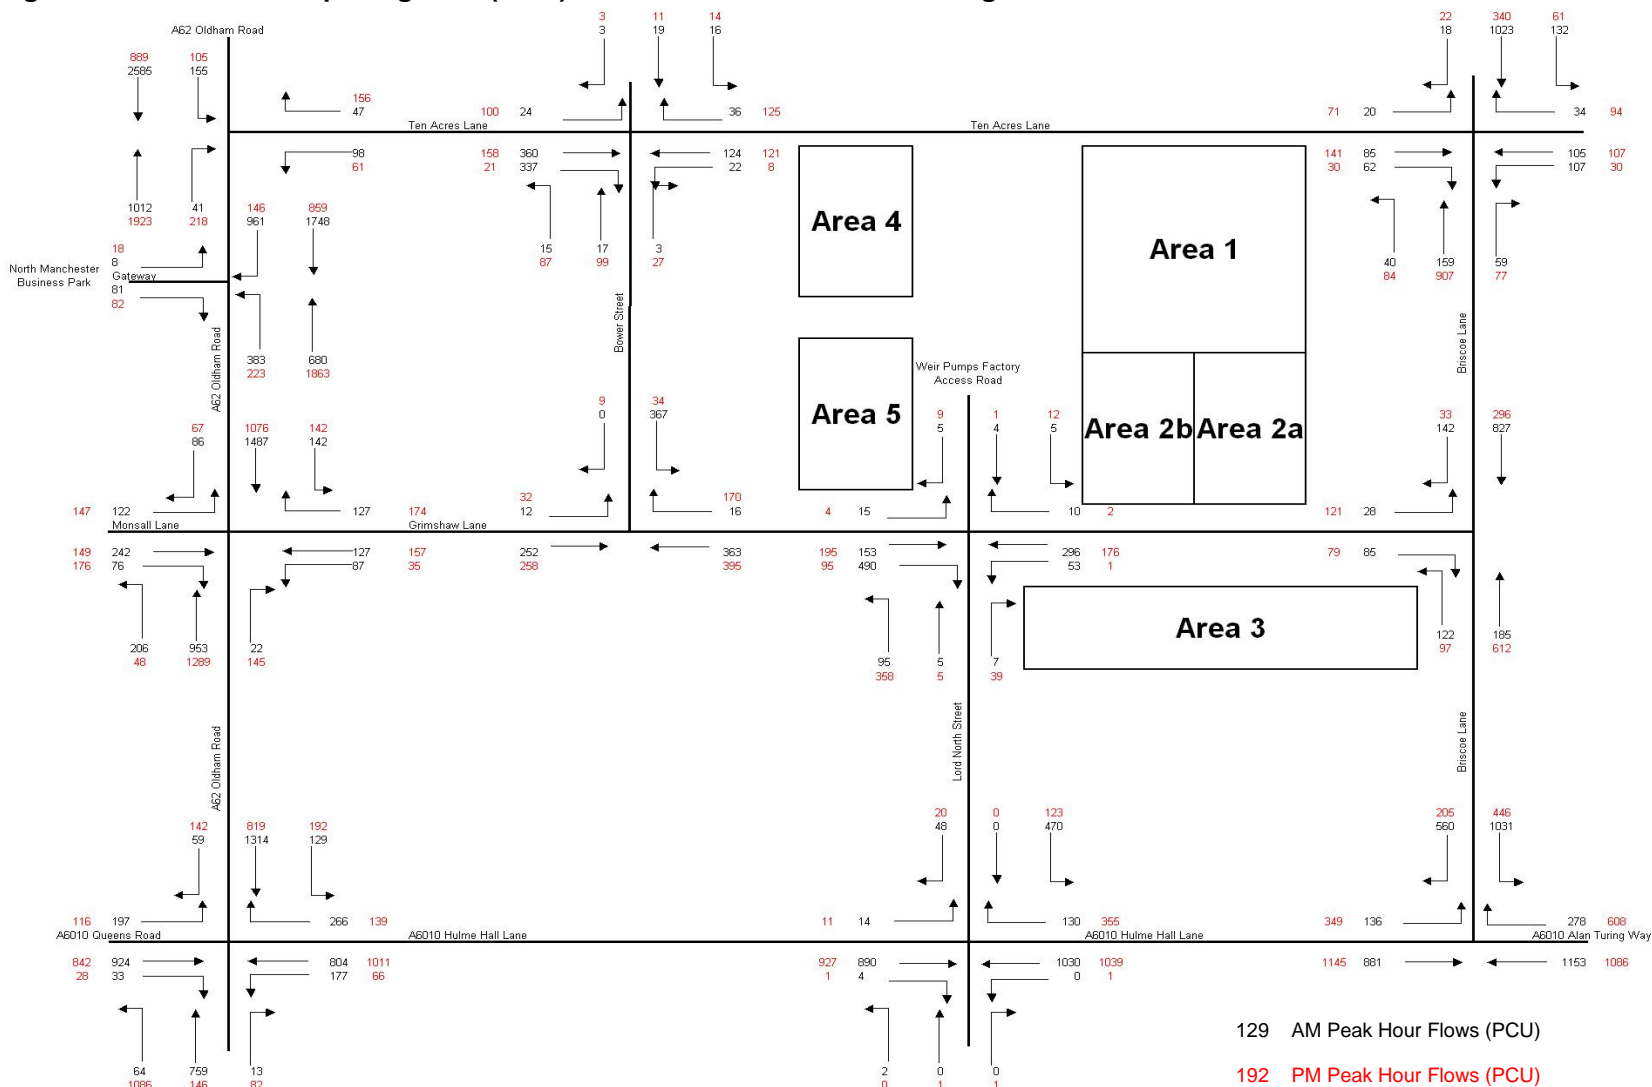 A62 Oldham Road
3 11 14
3 19 16
22 340 61
18 1023 132
889 105
2585 155
156
47
100 24
36 125
71 20
34 94
Ten Acres Lane
Ten Acres Lane
98
61
158 360
21 337
124 121
22 8
141 85
30 62
105 107
107 30
Area 4
Area 1
1012 41
1923 218
146 859
961 1748
15 17 3
87 99 27
40 159 59
84 907 77
18
8
North Manchester
Business Park
Gateway
81
82
A62 Oldham Road
Bower Street
Briscoe Lane
383 680
223 1863
Weir Pumps Factory
Access Road
Area 5
Area 2b
Area 2a
67 1076 142
86 1487 142
9 34
0 367
9 1 12
5 4 5
33 296
142 827
147 122
127 174
32
12
170
16
4 15
10 2
121 28
Monsall Lane
Grimshaw Lane
149 242
176 76
127 157
87 35
252
258
363
395
195 153
95 490
296 176
53 1
79 85
Area 3
206 953 22
48 1289 145
95 5 7
358 5 39
122 185
97 612
A62 Oldham Road
Lord North Street
Briscoe Lane
142 819 192
59 1314 129
20 0 123
48 0 470
205 446
560 1031
116 197
266 139
11 14
130 355
349 136
278 608
A6010 Queens Road
A6010 Hulme Hall Lane
A6010 Hulme Hall Lane
A6010 Alan Turing Way
842 924
28 33
804 1011
177 66
927 890
1 4
1030 1039
0 1
1145 881
1153 1086
64 759 13
1086 146 82
2 0 0
0 1 1
129 AM Peak Hour Flows (PCU)
192 PM Peak Hour Flows (PCU)